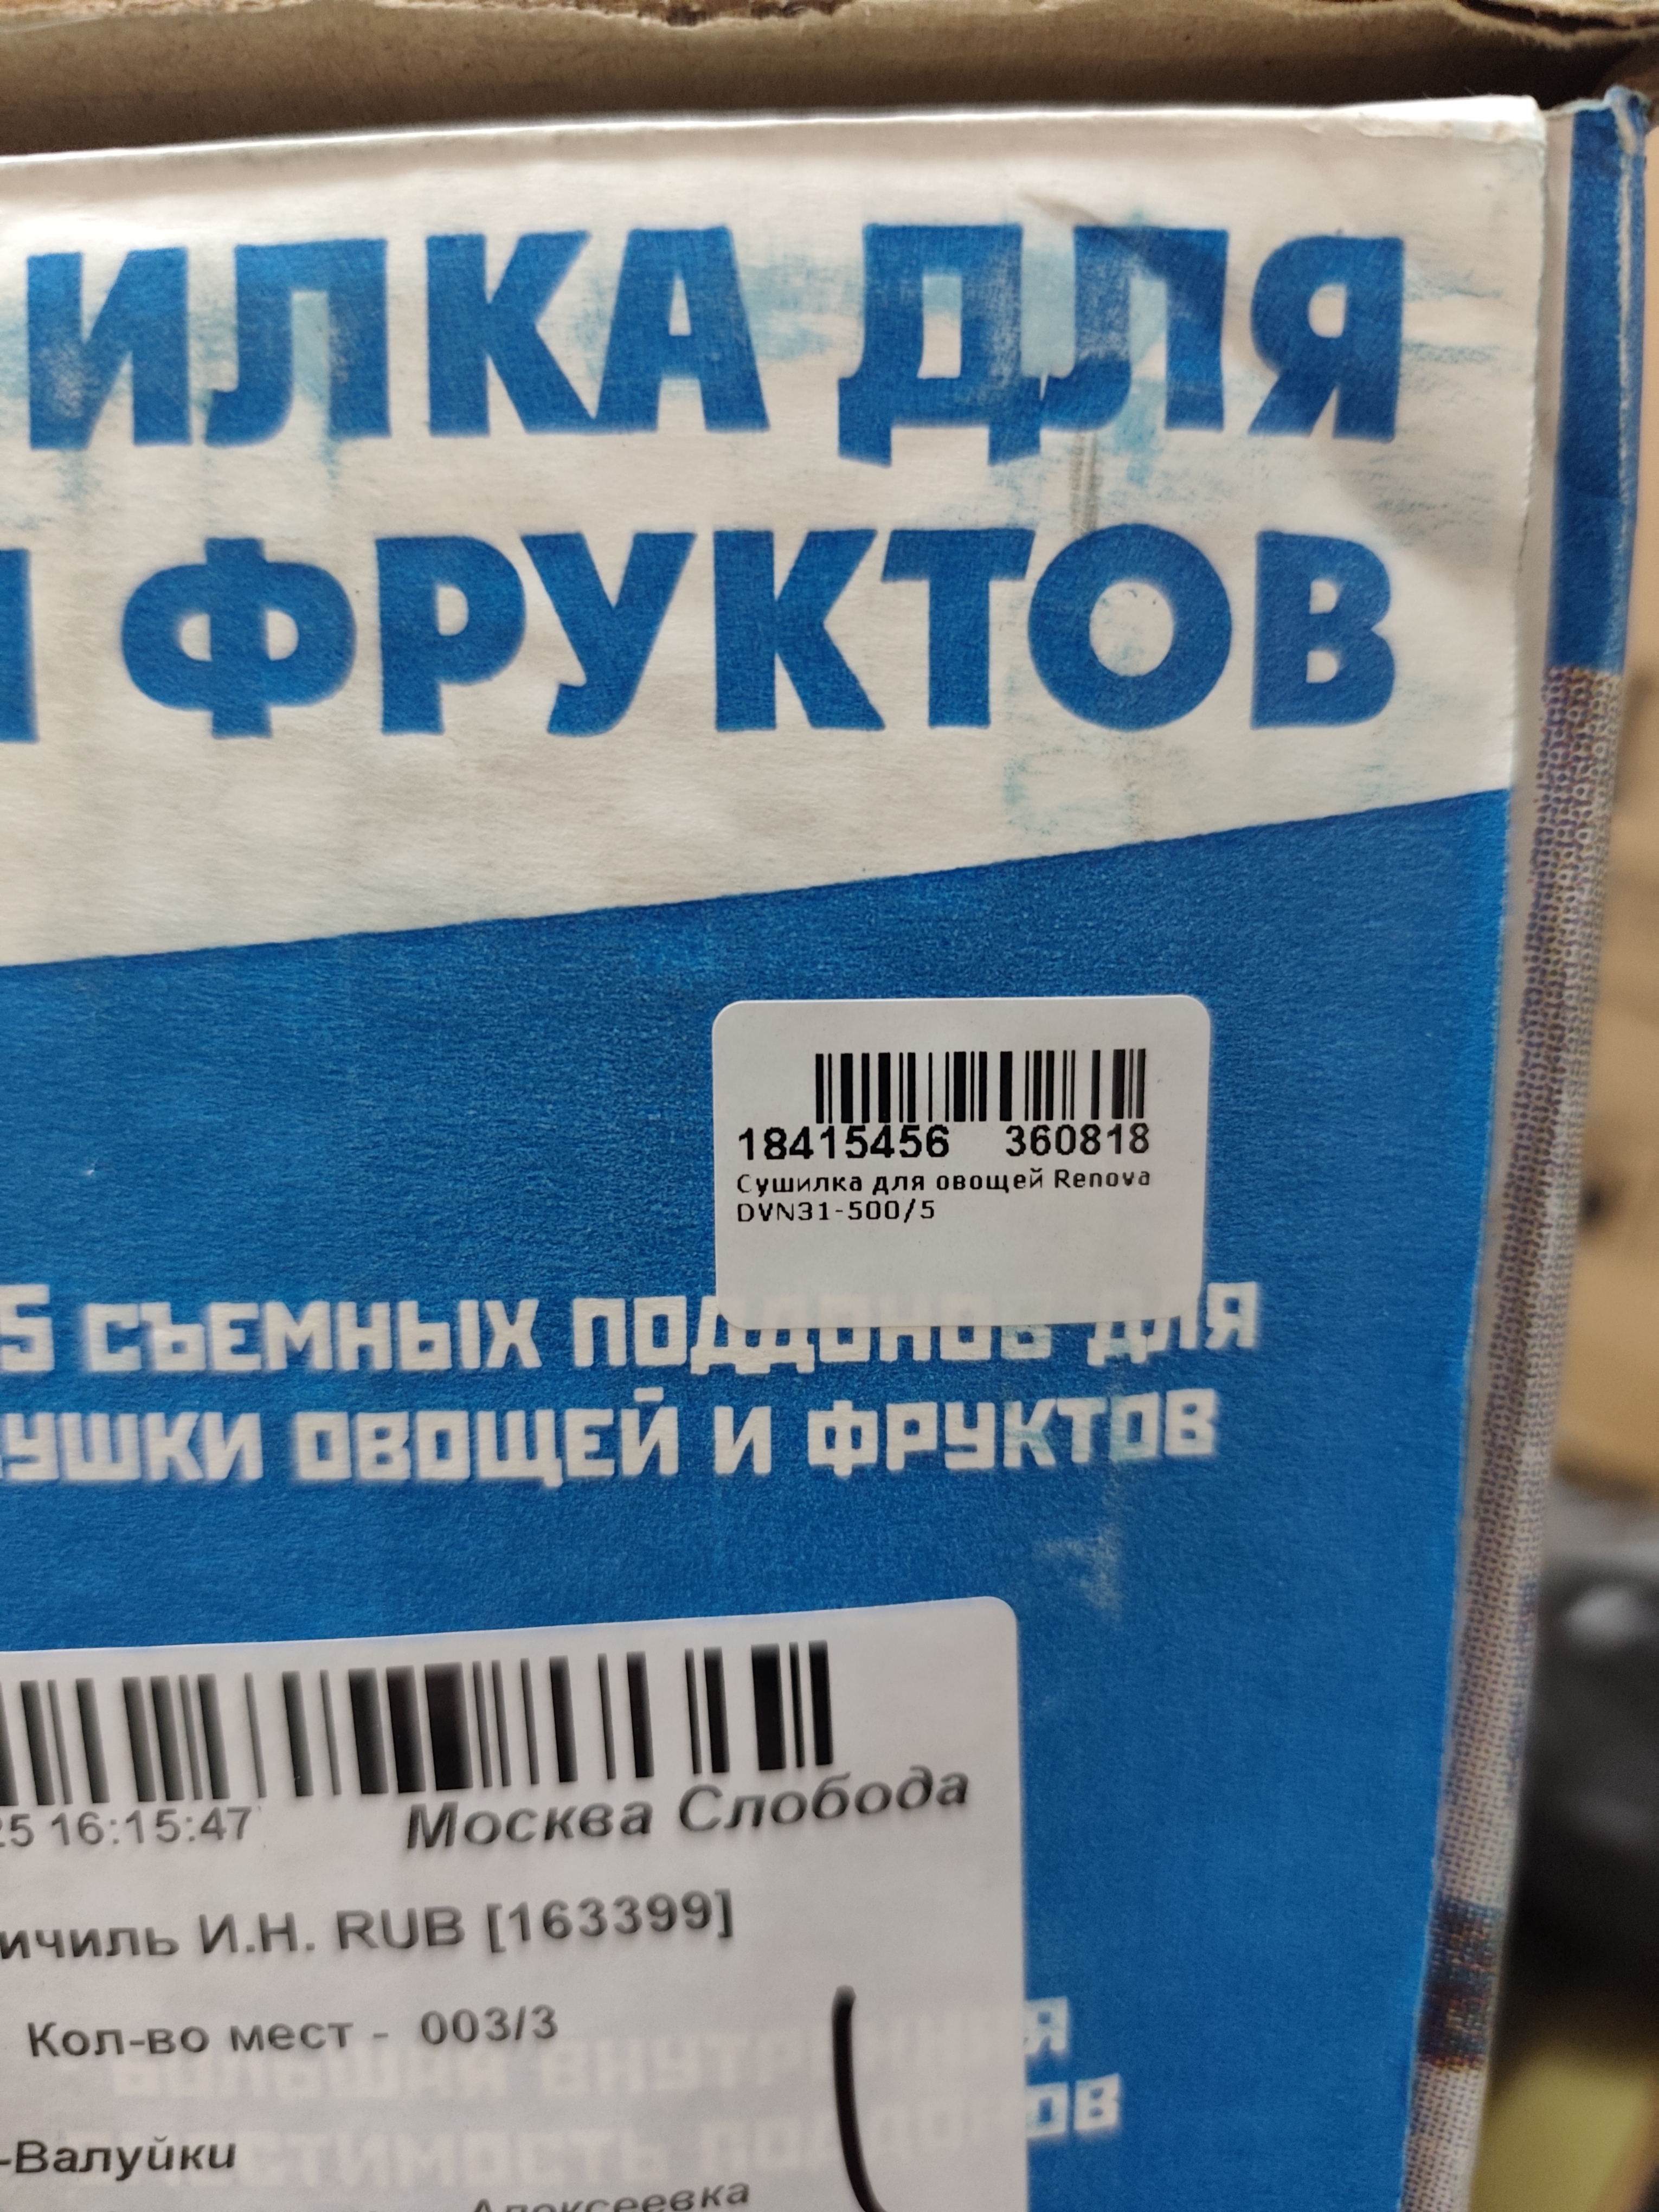 ИЛКА ДЛЯ
ФРУКТОВ
18415456 360818
Сушилка для овощей Renova
DVN31-500/5
5 СЪЕМНЫХ ПОДДОНОВ ДЛЯ
УШКИ ОВОЩЕЙ И ФРУКТОВ
25 16:15:47 Москва Слобода
ичиль И.Н. RUB [163399]
Кол-во мест - 003/3
-Валуйки
Алексеевка